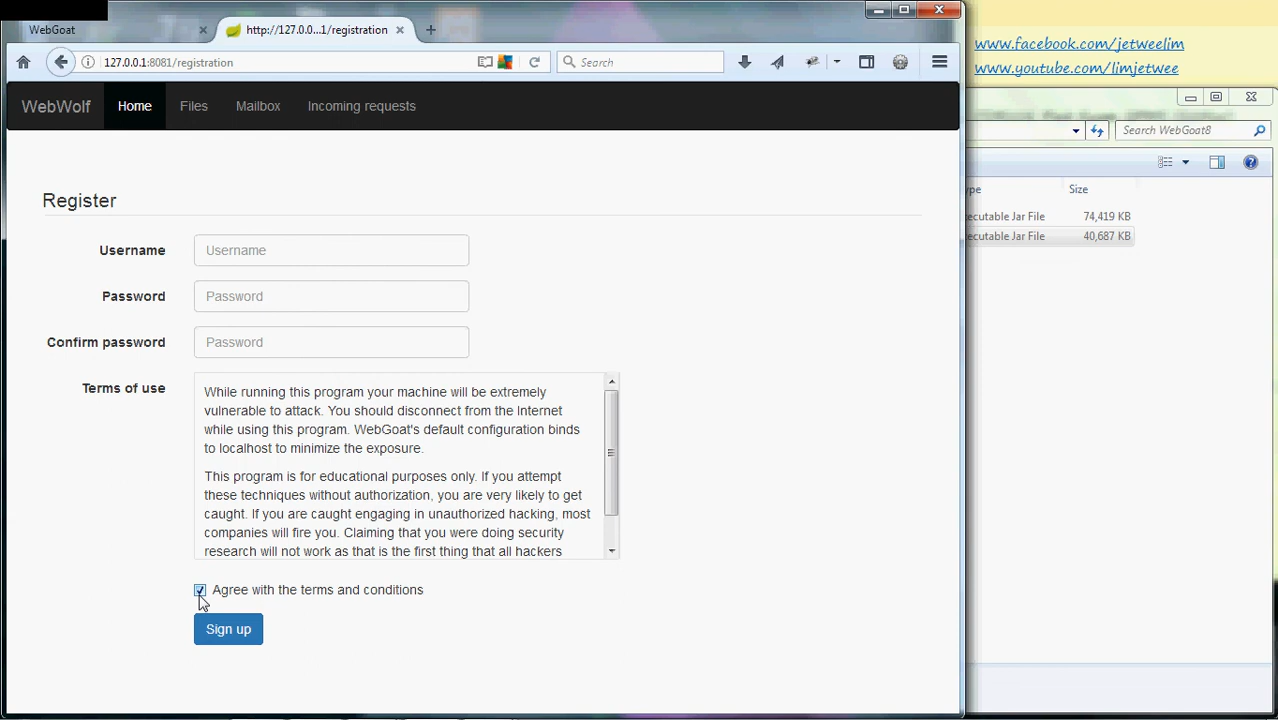 WebGoat
http://127.0.0...1/registration
www.facebook.com/jetweelim
www.youtube.com/limjetwee
127.0.0.1:8081/registration
Search
WebWolf
Home
Files
Mailbox
Incoming requests
Search WebGoat8
ype
Size
ecutable Jar File
74,419 KB
ecutable Jar File
40,687 KB
Register
Username
Username
Password
Password
Confirm password
Password
Terms of use
While running this program your machine will be extremely
vulnerable to attack. You should disconnect from the Internet
while using this program. WebGoat's default configuration binds
to localhost to minimize the exposure.
This program is for educational purposes only. If you attempt
these techniques without authorization, you are very likely to get
caught. If you are caught engaging in unauthorized hacking, most
companies will fire you. Claiming that you were doing security
research will not work as that is the first thing that all hackers
Agree with the terms and conditions
Sign up